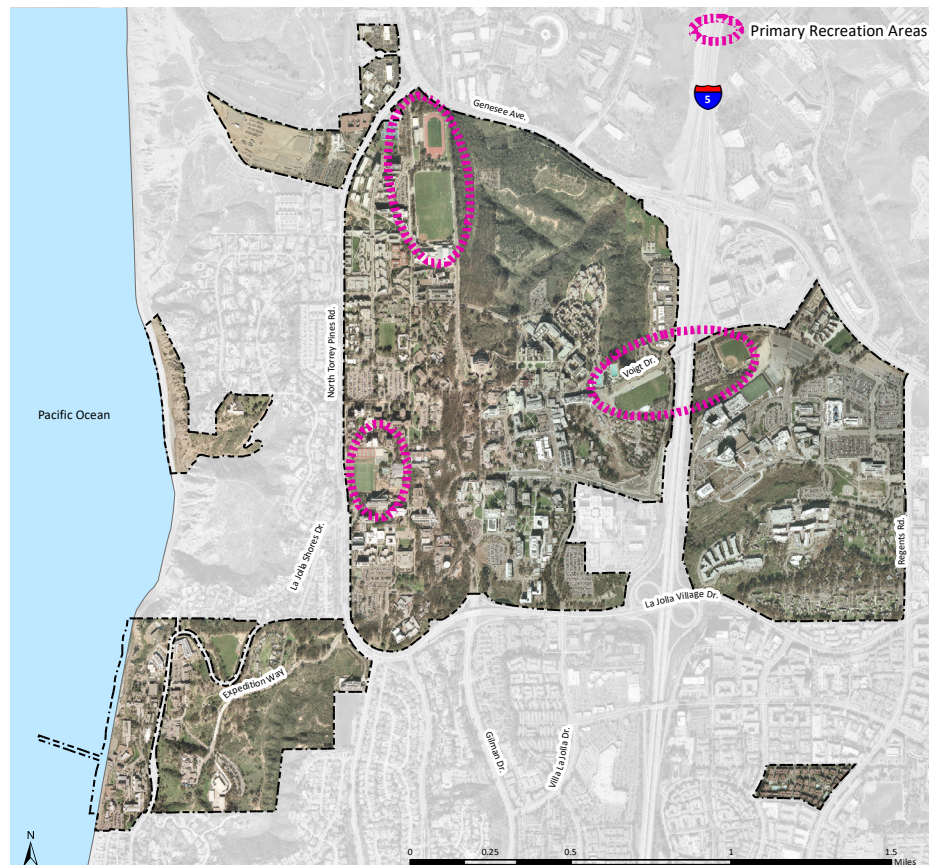 Primary Recreation Areas
5
Genesee Ave.
North Torrey Pines Rd.
Voigt Dr.
Pacific Ocean
La Jolla Shores Dr.
Regents Rd.
La Jolla Village Dr.
Expedition Way
Gilman Dr.
Villa La Jolla Dr.
N
0 0.25 0.5 1 1.5
Miles